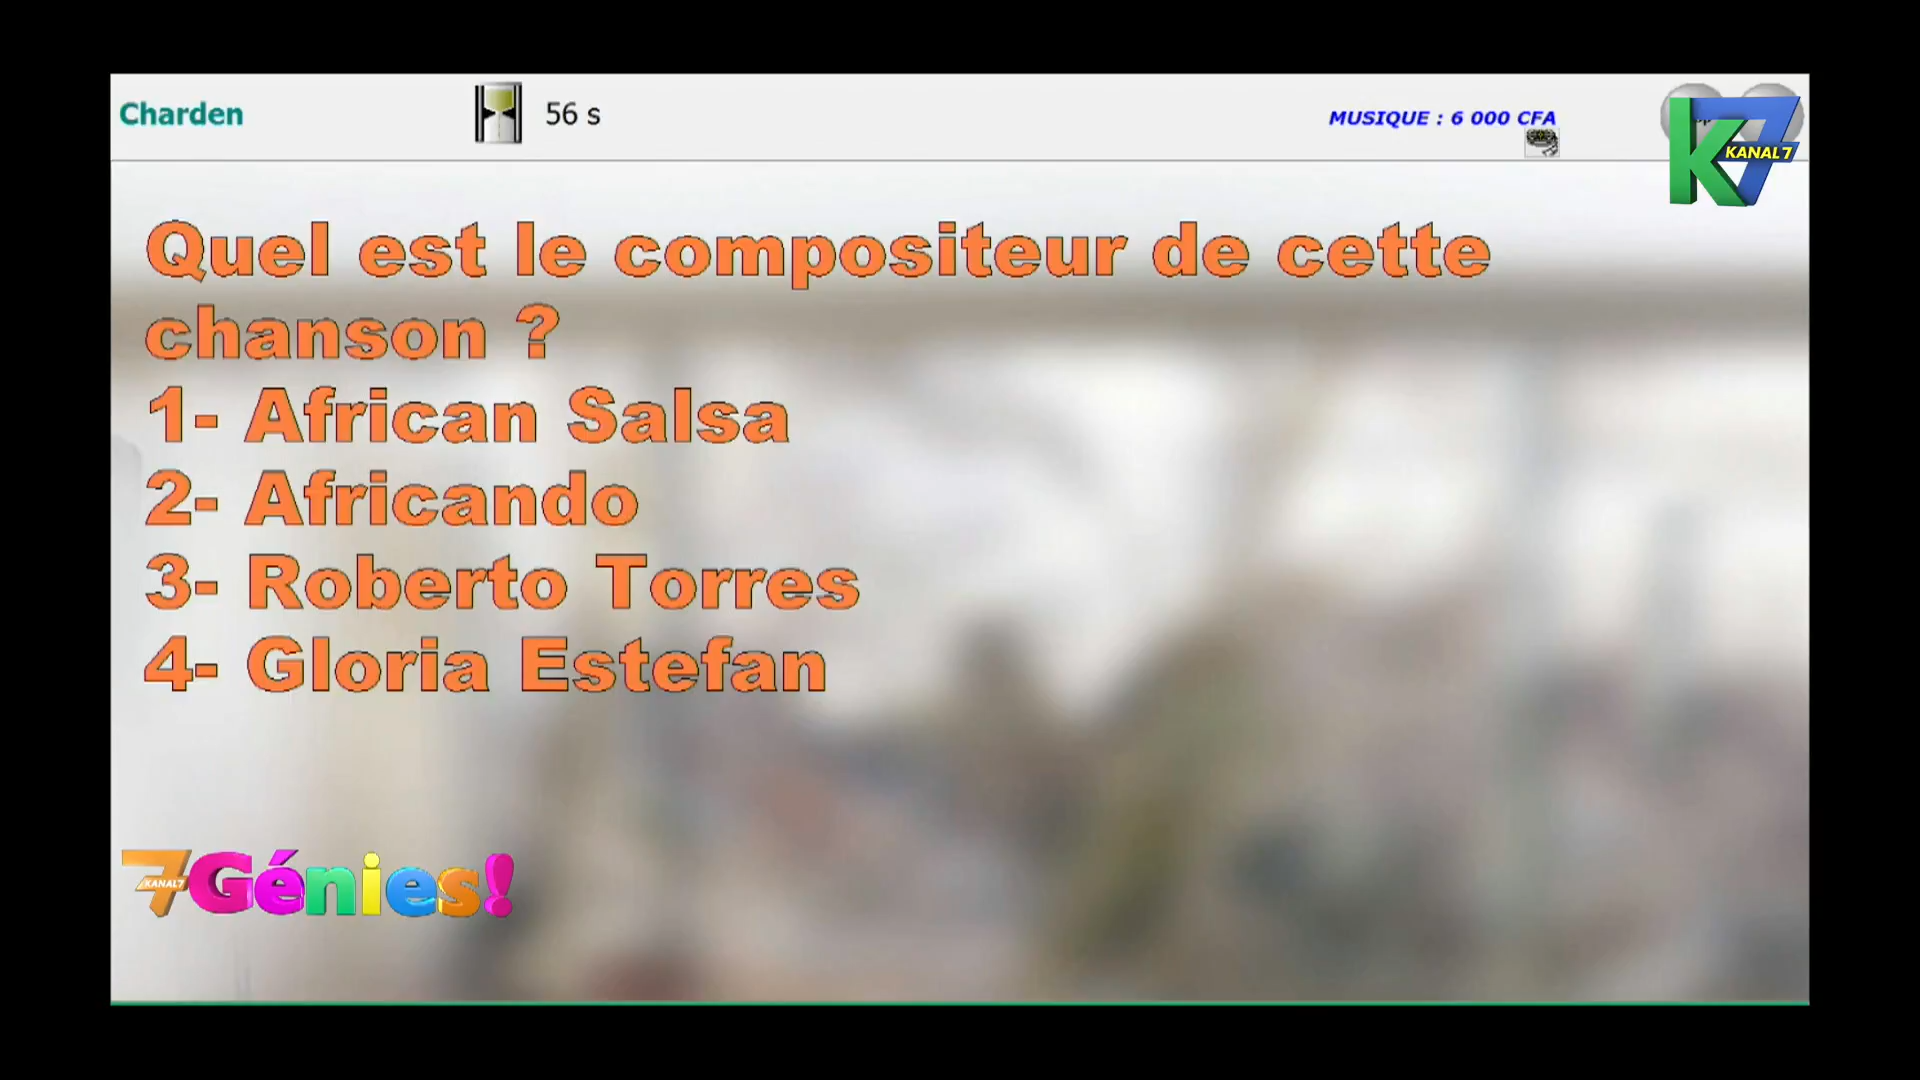 Charden
56 s
MUSIQUE : 6 000 CFA
KANAL7
Quel est le compositeur de cette
chanson ?
1- African Salsa
2- Africando
3- Roberto Torres
4- Gloria Estefan
7 KANAL7 Génies!